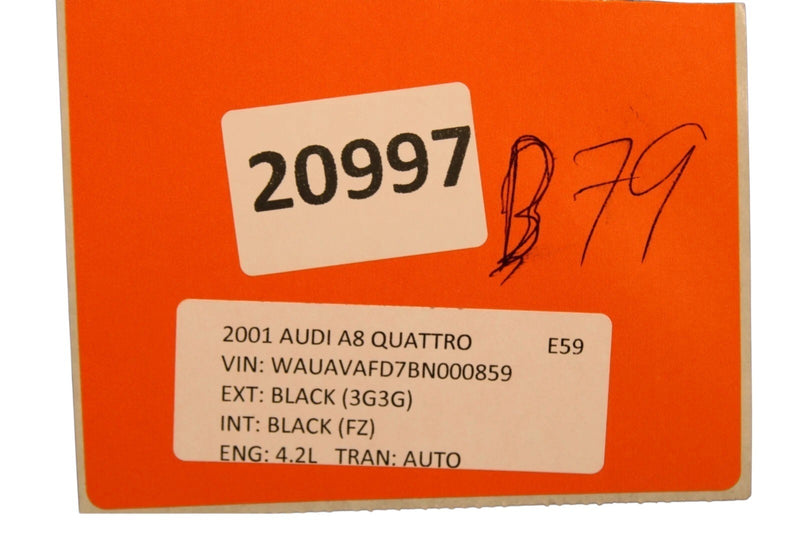 20997
B79
2001 AUDI A8 QUATTRO E59
VIN: WAUAVAFD7BN000859
EXT: BLACK (3G3G)
INT: BLACK (FZ)
ENG: 4.2L TRAN: AUTO